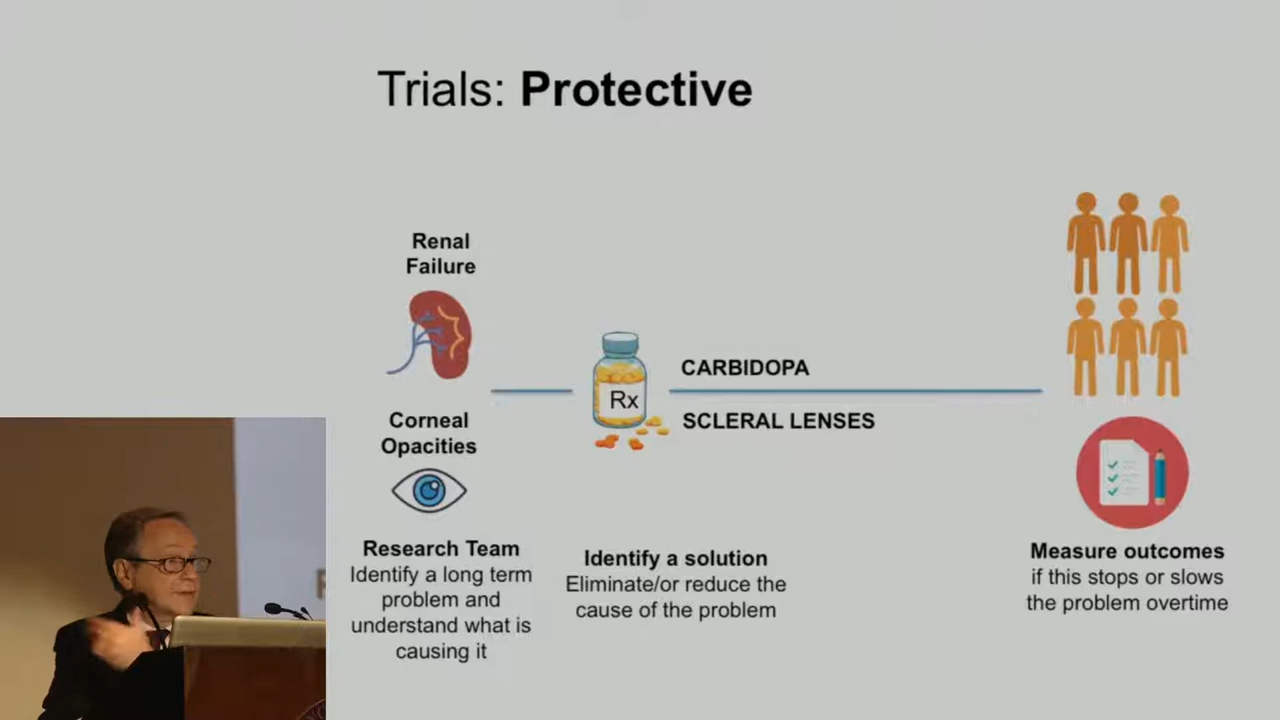 Trials: Protective
Renal
Failure
Corneal
Opacities
Rx
CARBIDOPA
SCLERAL LENSES
Research Team
Identify a long term
problem and
understand what is
causing it
Identify a solution
Eliminate/or reduce the
cause of the problem
Measure outcomes
if this stops or slows
the problem overtime